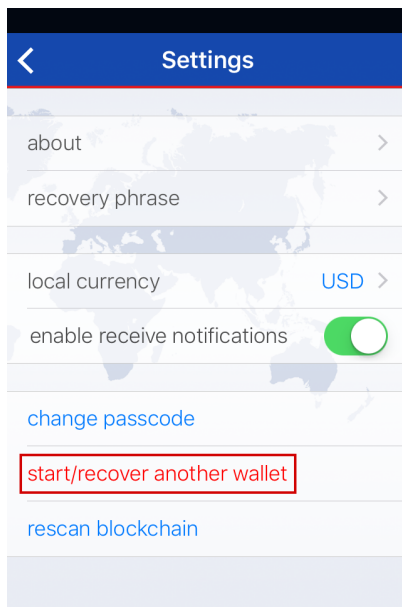 Settings
about
recovery phrase
local currency USD
enable receive notifications
change passcode
start/recover another wallet
rescan blockchain